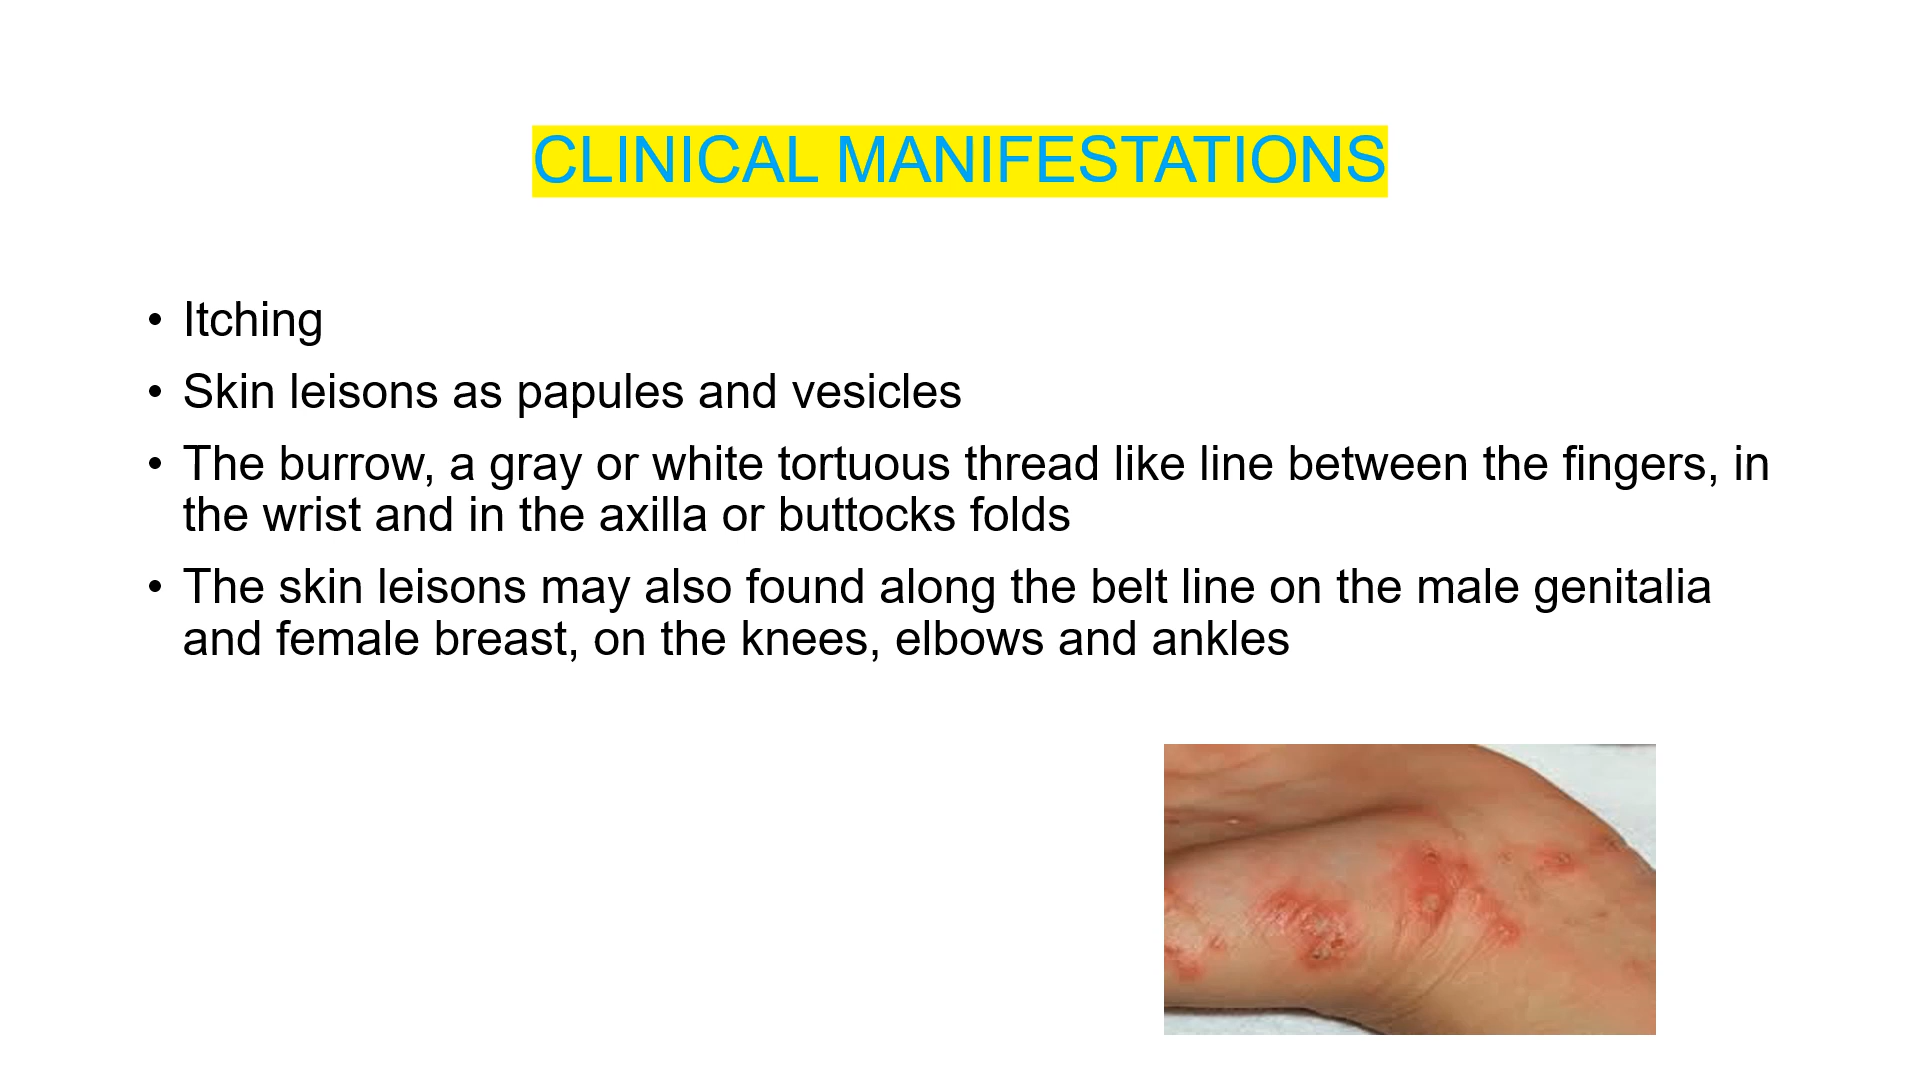 CLINICAL MANIFESTATIONS
• Itching
• Skin leisons as papules and vesicles
• The burrow, a gray or white tortuous thread like line between the fingers, in
the wrist and in the axilla or buttocks folds
• The skin leisons may also found along the belt line on the male genitalia
and female breast, on the knees, elbows and ankles